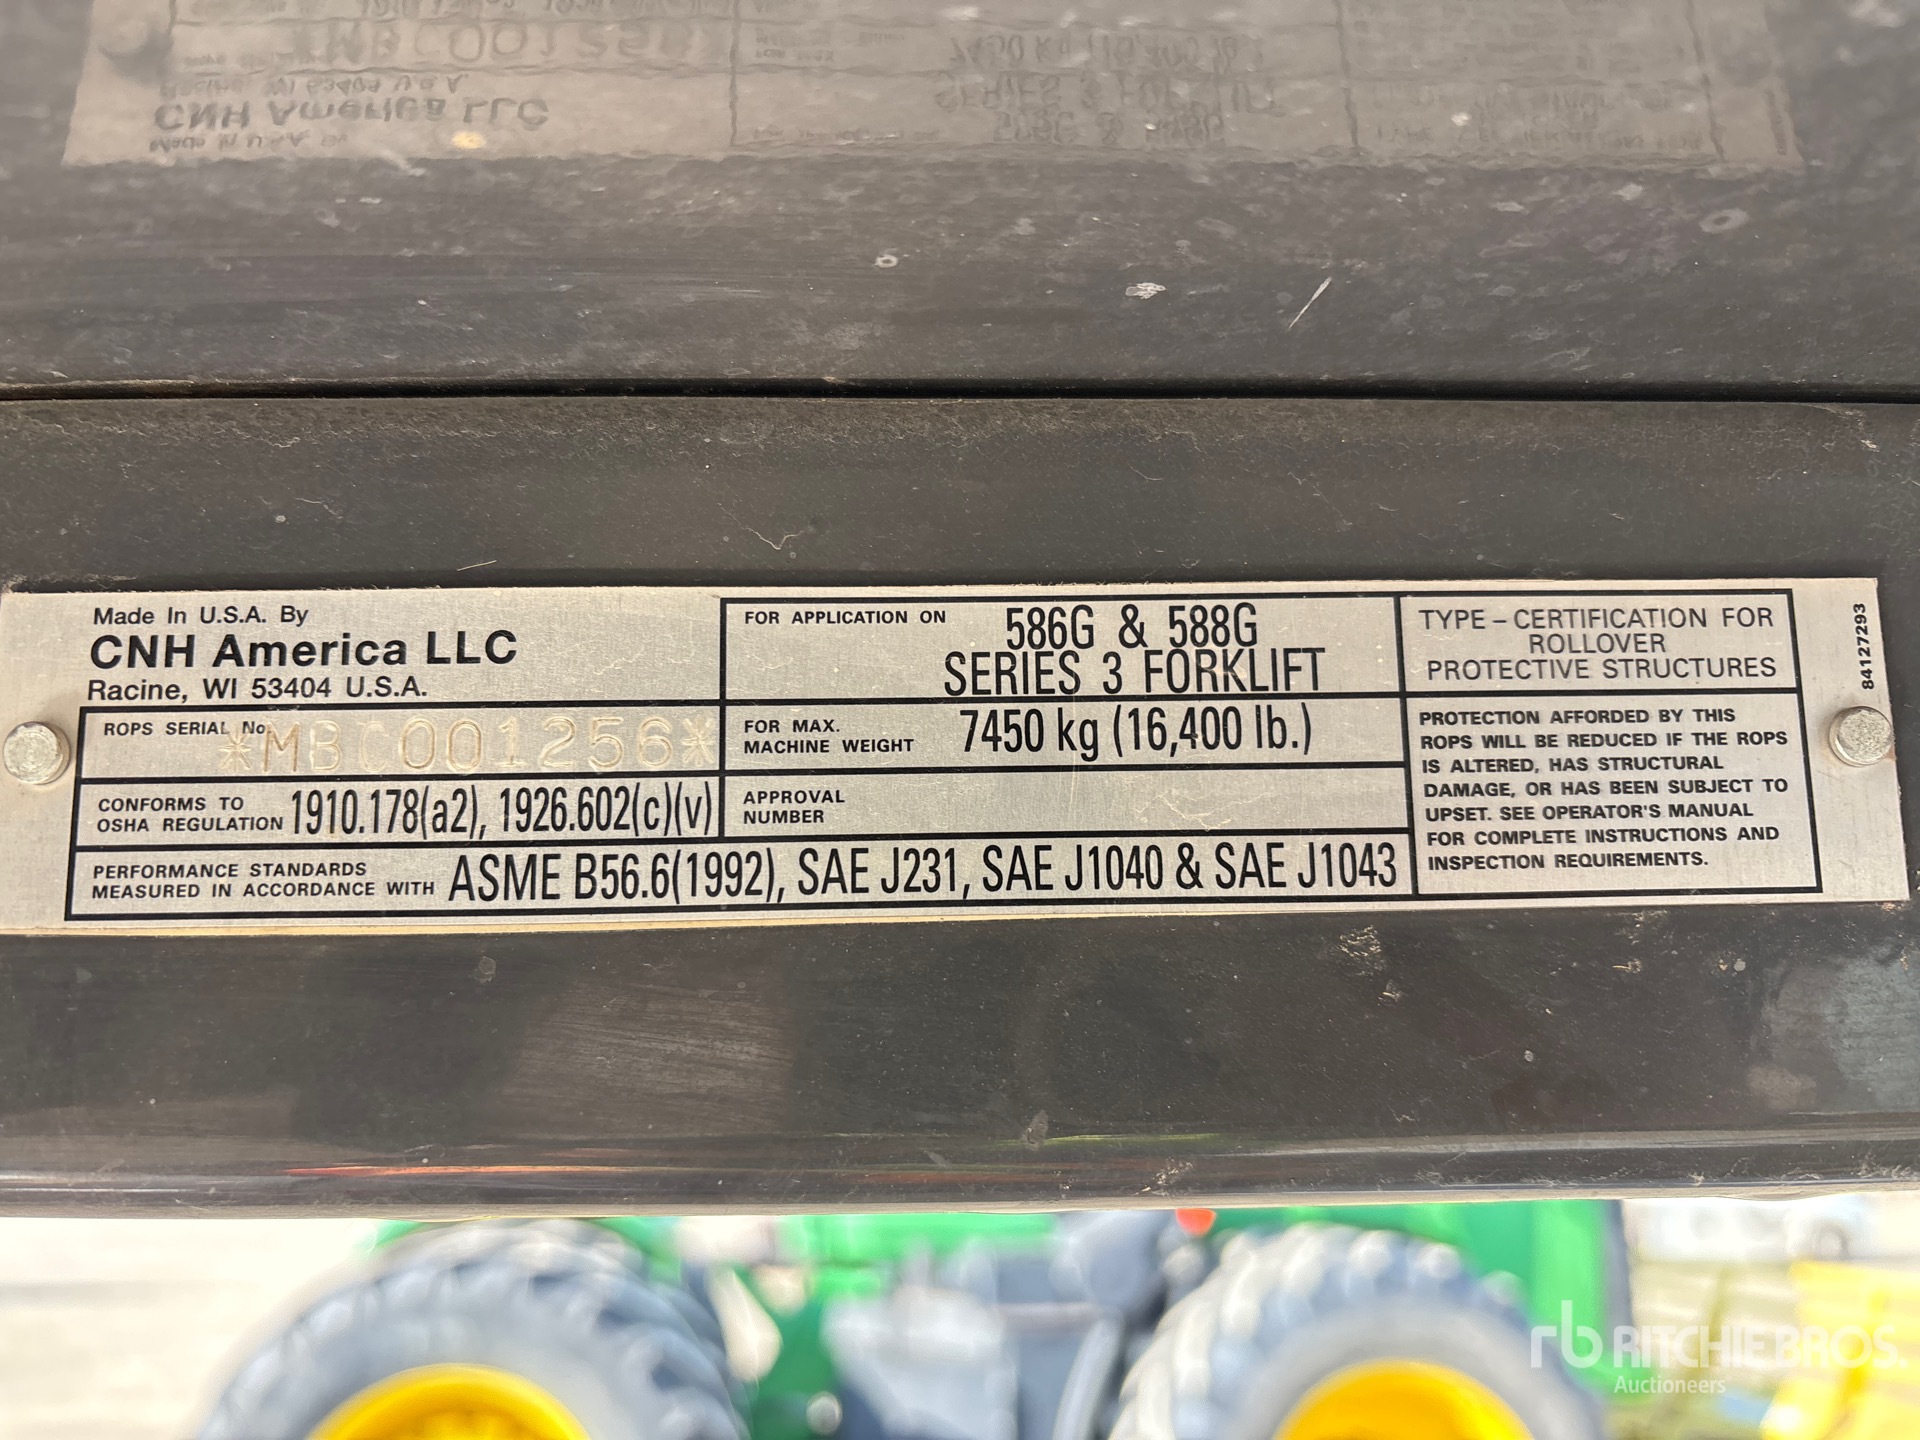 Made In U.S.A. By
CNH America LLC
Racine, WI 53404 U.S.A.
ROPS SERIAL No.
*MBC001256*
CONFORMS TO
OSHA REGULATION 1910.178(a2), 1926.602(c)(v)
PERFORMANCE STANDARDS
MEASURED IN ACCORDANCE WITH ASME B56.6(1992), SAE J231, SAE J1040 & SAE J1043
FOR APPLICATION ON 586G & 588G
SERIES 3 FORKLIFT
FOR MAX.
MACHINE WEIGHT 7450 kg (16,400 lb.)
APPROVAL
NUMBER
TYPE – CERTIFICATION FOR
ROLLOVER
PROTECTIVE STRUCTURES
PROTECTION AFFORDED BY THIS
ROPS WILL BE REDUCED IF THE ROPS
IS ALTERED, HAS STRUCTURAL
DAMAGE, OR HAS BEEN SUBJECT TO
UPSET. SEE OPERATOR'S MANUAL
FOR COMPLETE INSTRUCTIONS AND
INSPECTION REQUIREMENTS.
84127293
rb RITCHIE BROS.
Auctioneers